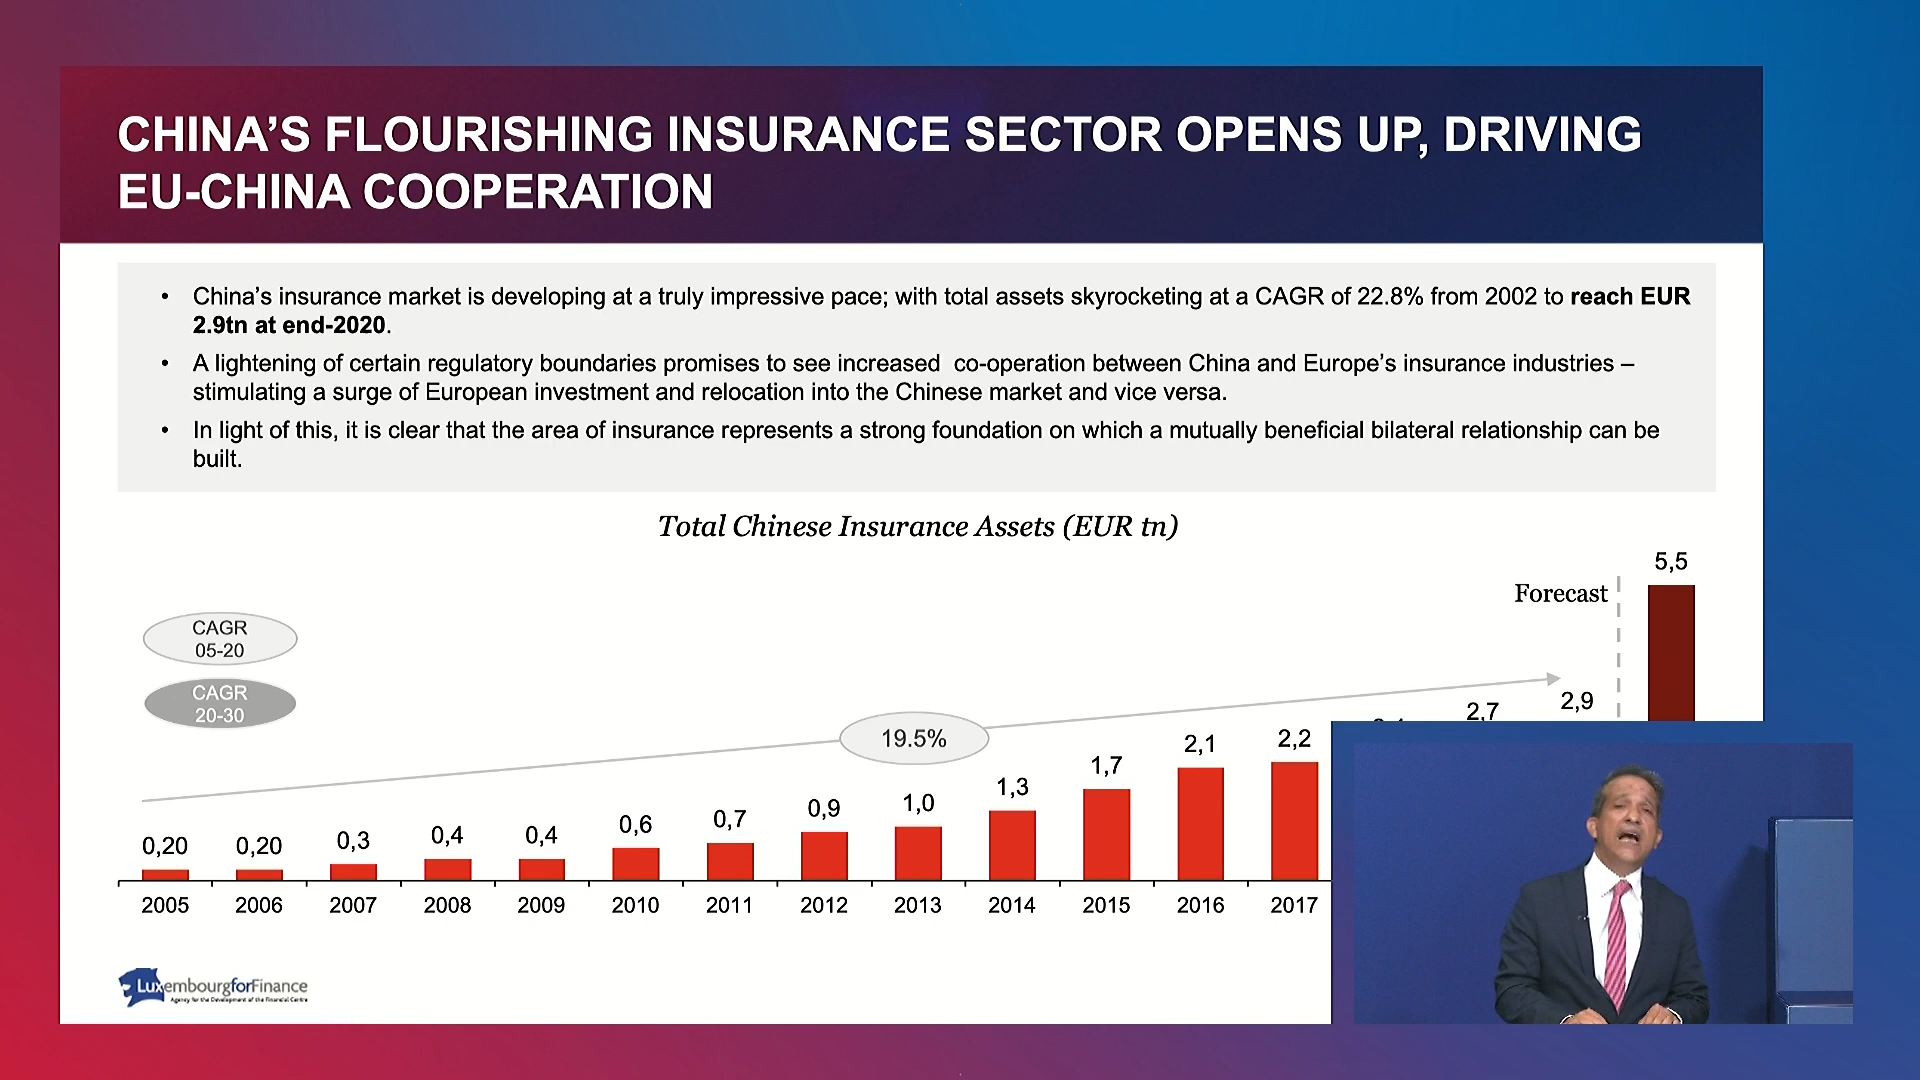 CHINA’S FLOURISHING INSURANCE SECTOR OPENS UP, DRIVING
EU-CHINA COOPERATION
• China’s insurance market is developing at a truly impressive pace; with total assets skyrocketing at a CAGR of 22.8% from 2002 to reach EUR
2.9tn at end-2020.
• A lightening of certain regulatory boundaries promises to see increased  co-operation between China and Europe’s insurance industries –
stimulating a surge of European investment and relocation into the Chinese market and vice versa.
• In light of this, it is clear that the area of insurance represents a strong foundation on which a mutually beneficial bilateral relationship can be
built.
Total Chinese Insurance Assets (EUR tn)
5,5
Forecast
CAGR
05-20
CAGR
20-30
19.5%
0,20 0,20 0,3 0,4 0,4 0,6 0,7 0,9 1,0 1,3 1,7 2,1 2,2 2,7 2,9
2005 2006 2007 2008 2009 2010 2011 2012 2013 2014 2015 2016 2017
LuxembourgforFinance
Agency for the Development of the Financial Centre